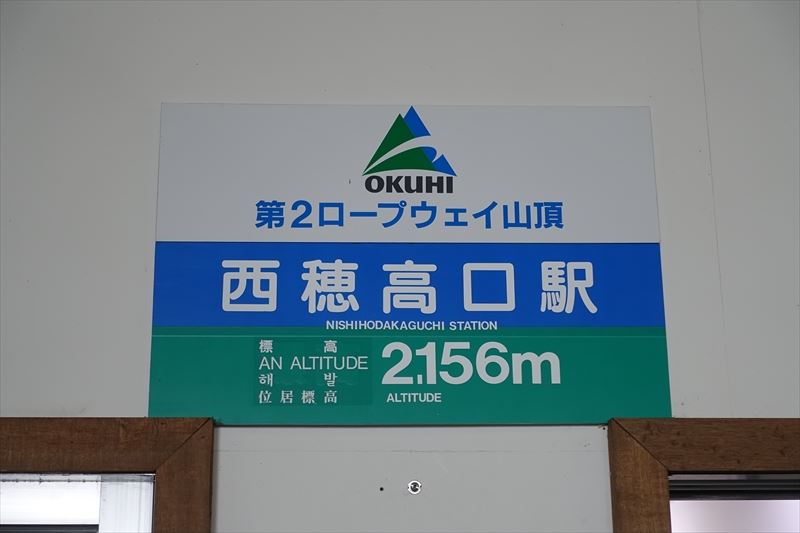 OKUHI
第2ロープウェイ山頂
西穂高口駅
NISHIHODAKAGUCHI STATION
標高
AN ALTITUDE
해발
位居標高
2,156m
ALTITUDE